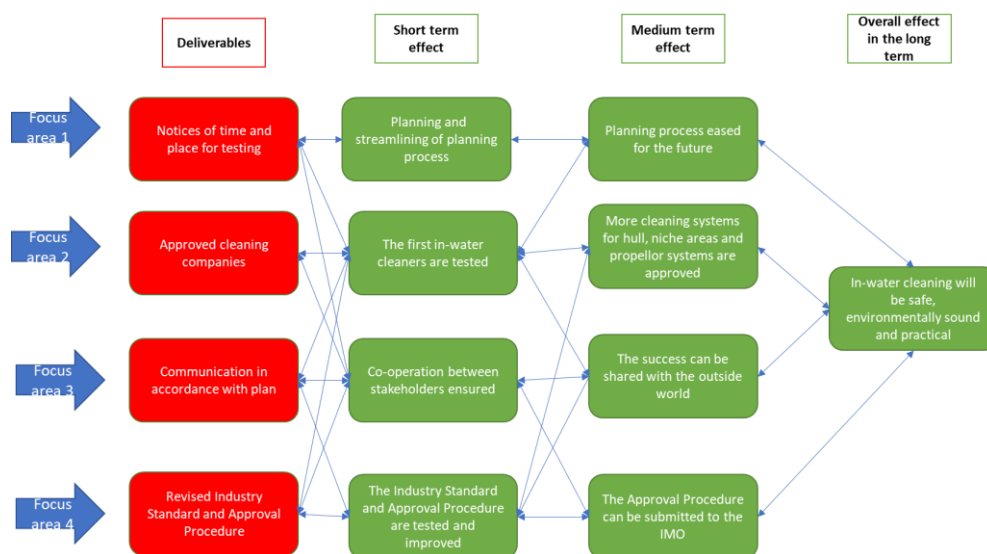 Deliverables
Short term
effect
Medium term
effect
Overall effect
in the long
term
Focus
area 1
Notices of time and
place for testing
Planning and
streamlining of planning
process
Planning process eased
for the future
Focus
area 2
Approved cleaning
companies
The first in-water
cleaners are tested
More cleaning systems
for hull, niche areas and
propellor systems are
approved
In-water cleaning will
be safe,
environmentally sound
and practical
Focus
area 3
Communication in
accordance with plan
Co-operation between
stakeholders ensured
The success can be
shared with the outside
world
Focus
area 4
Revised Industry
Standard and Approval
Procedure
The Industry Standard
and Approval Procedure
are tested and
improved
The Approval Procedure
can be submitted to the
IMO